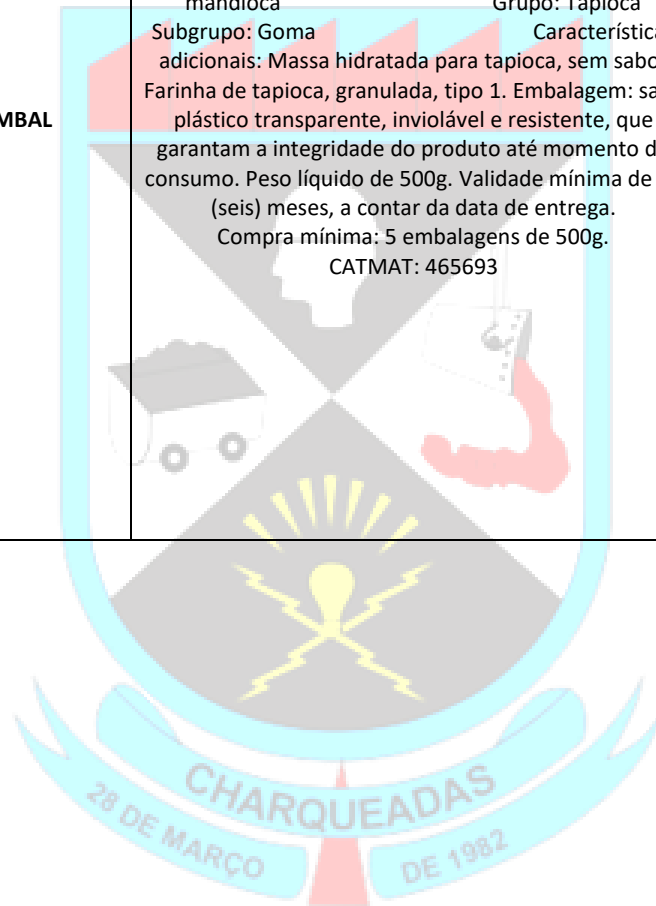 mandioca Grupo: Tapioca
Subgrupo: Goma Característica
adicionais: Massa hidratada para tapioca, sem sabo
Farinha de tapioca, granulada, tipo 1. Embalagem: sa
MBAL plástico transparente, inviolável e resistente, que
garantam a integridade do produto até momento d
consumo. Peso líquido de 500g. Validade mínima de
(seis) meses, a contar da data de entrega.
Compra mínima: 5 embalagens de 500g.
CATMAT: 465693
CHARQUEADAS
28 DE MARÇO DE 1982